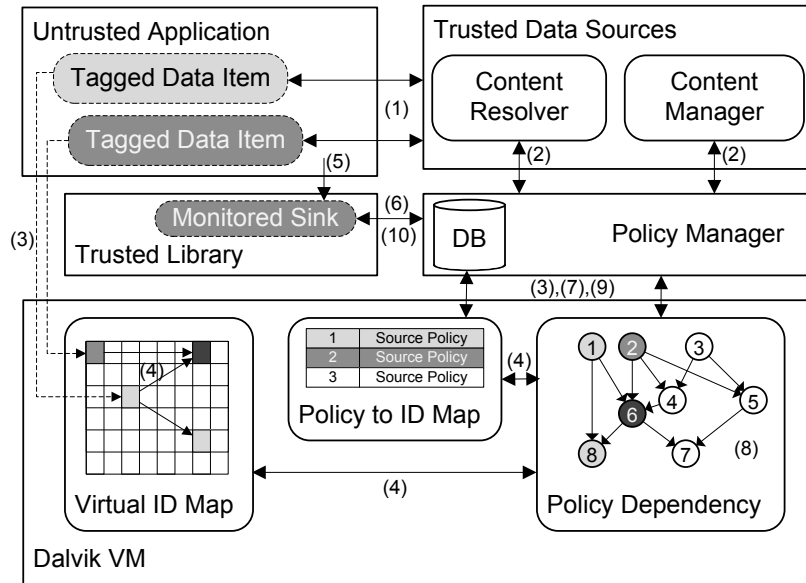 Untrusted Application
Trusted Data Sources
Tagged Data Item
Content
Resolver
Content
Manager
(1)
Tagged Data Item
(5)
(2)
(2)
Monitored Sink
(6)
(10)
(3)
Trusted Library
DB
Policy Manager
(3),(7),(9)
1 Source Policy
2 Source Policy
3 Source Policy
(4)
(4)
Policy to ID Map
1
2
3
4
5
6
7
8
(8)
Virtual ID Map
(4)
Policy Dependency
Dalvik VM